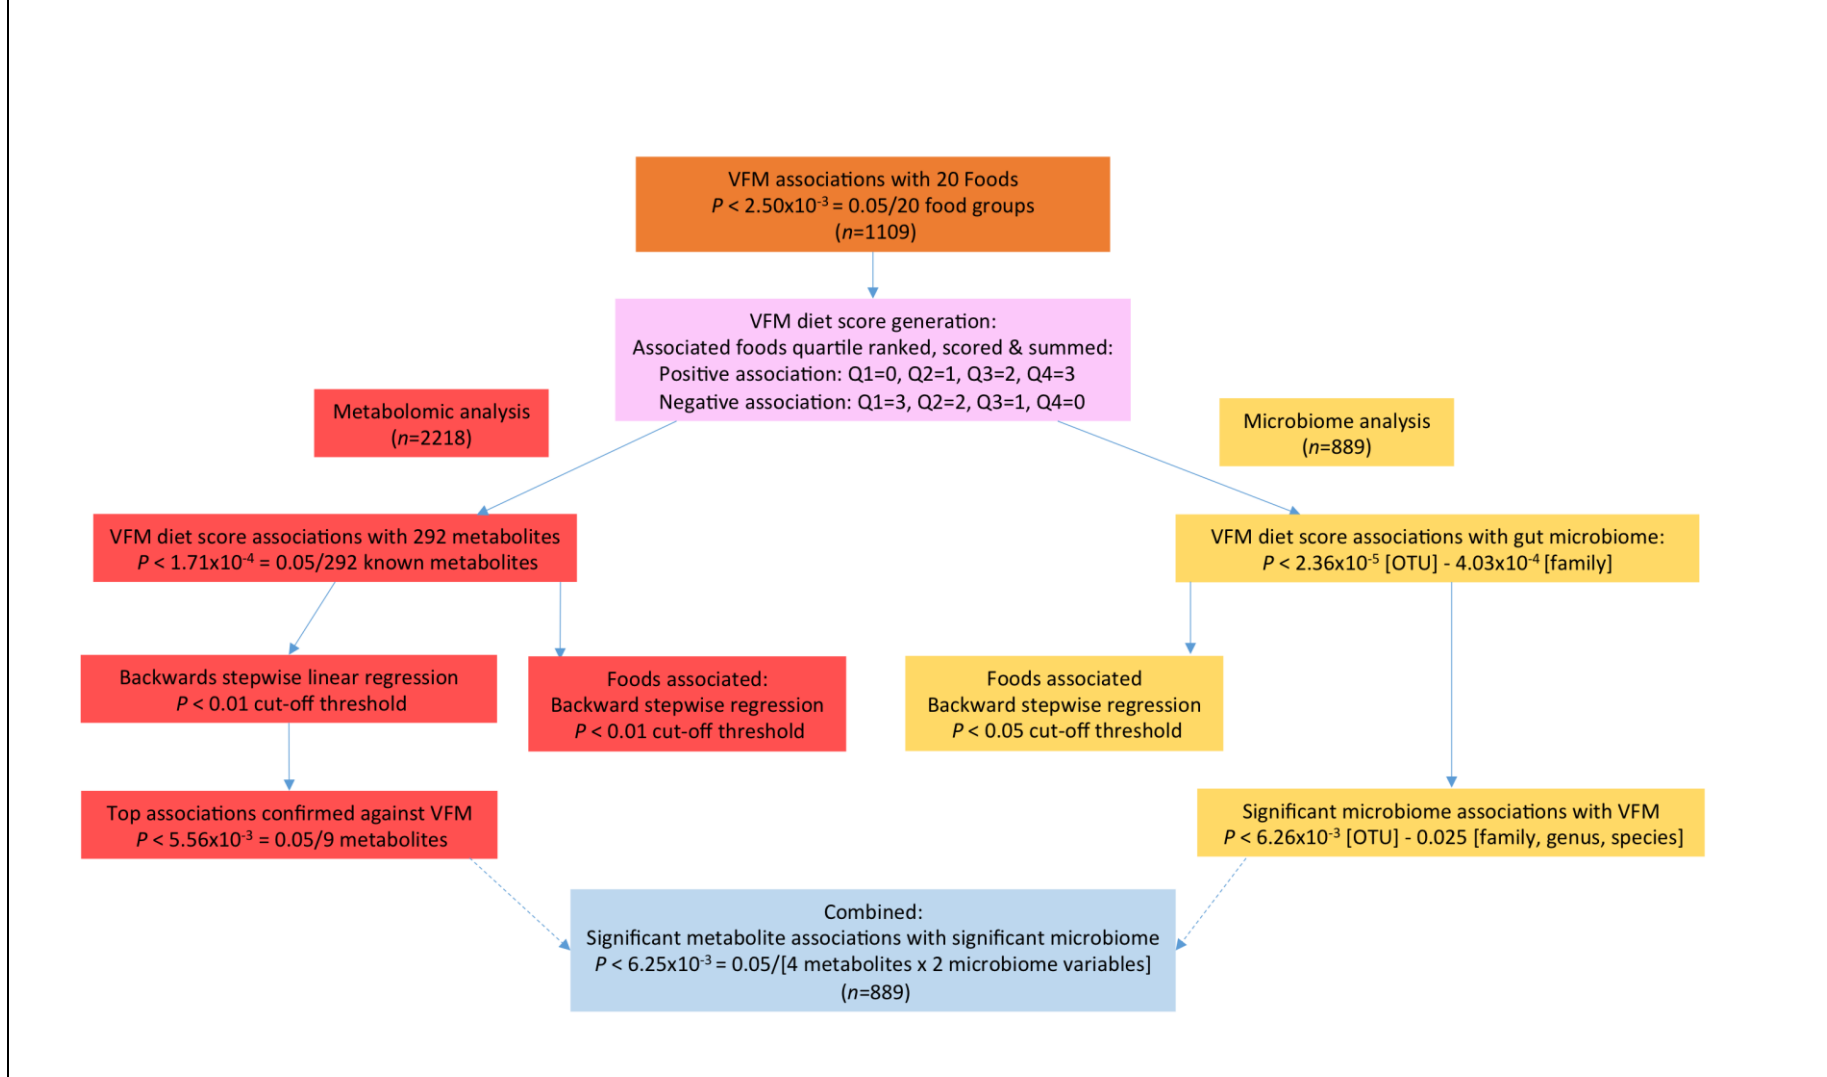 VFM associations with 20 Foods
P < 2.50x10⁻³ = 0.05/20 food groups
(n=1109)
VFM diet score generation:
Associated foods quartile ranked, scored & summed:
Positive association: Q1=0, Q2=1, Q3=2, Q4=3
Negative association: Q1=3, Q2=2, Q3=1, Q4=0
Metabolomic analysis
(n=2218)
Microbiome analysis
(n=889)
VFM diet score associations with 292 metabolites
P < 1.71x10⁻⁴ = 0.05/292 known metabolites
VFM diet score associations with gut microbiome:
P < 2.36x10⁻⁵ [OTU] - 4.03x10⁻⁴ [family]
Backwards stepwise linear regression
P < 0.01 cut-off threshold
Foods associated:
Backward stepwise regression
P < 0.01 cut-off threshold
Foods associated
Backward stepwise regression
P < 0.05 cut-off threshold
Top associations confirmed against VFM
P < 5.56x10⁻³ = 0.05/9 metabolites
Significant microbiome associations with VFM
P < 6.26x10⁻³ [OTU] - 0.025 [family, genus, species]
Combined:
Significant metabolite associations with significant microbiome
P < 6.25x10⁻³ = 0.05/[4 metabolites x 2 microbiome variables]
(n=889)